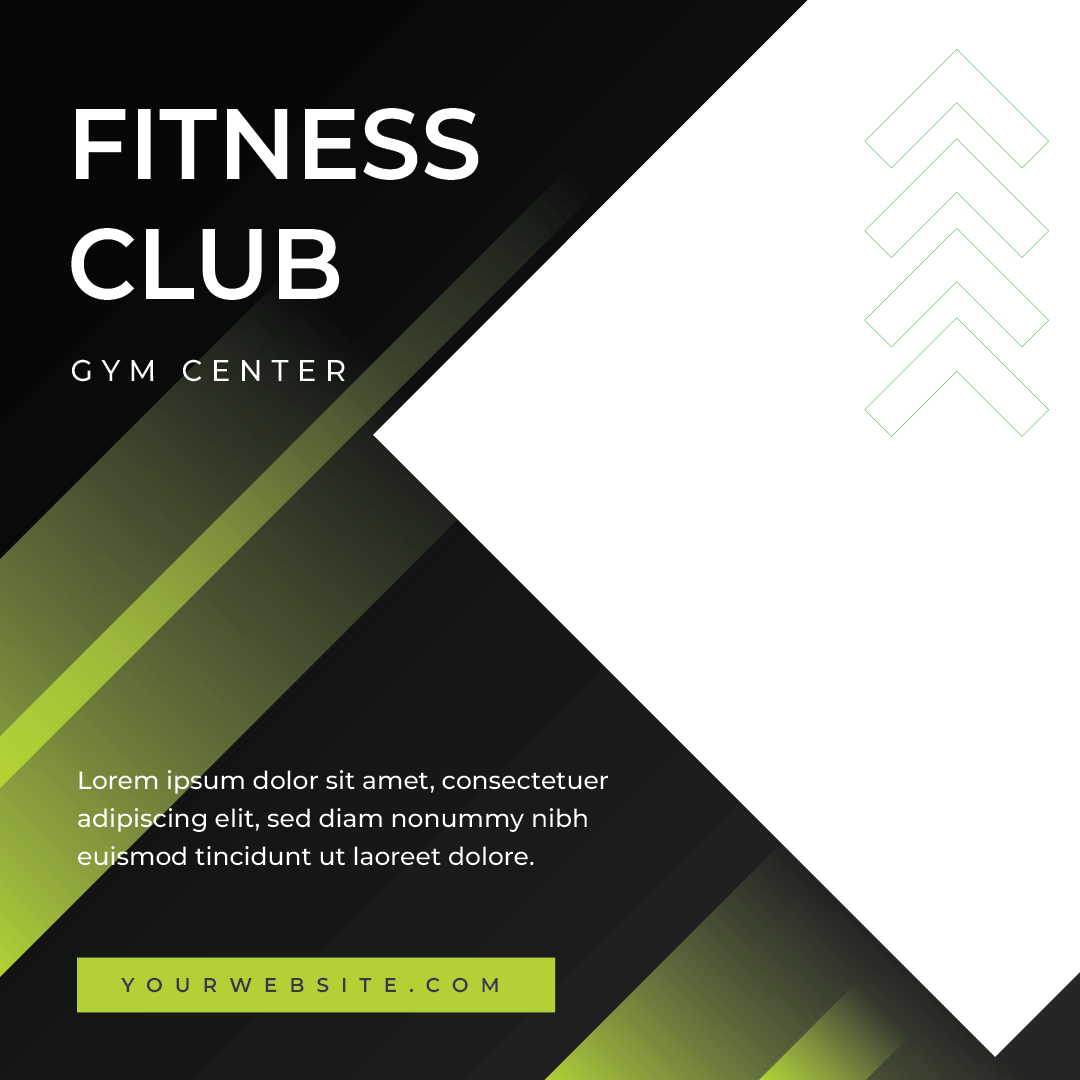 FITNESS
CLUB
GYM CENTER
Lorem ipsum dolor sit amet, consectetuer
adipiscing elit, sed diam nonummy nibh
euismod tincidunt ut laoreet dolore.
YOURWEBSITE.COM